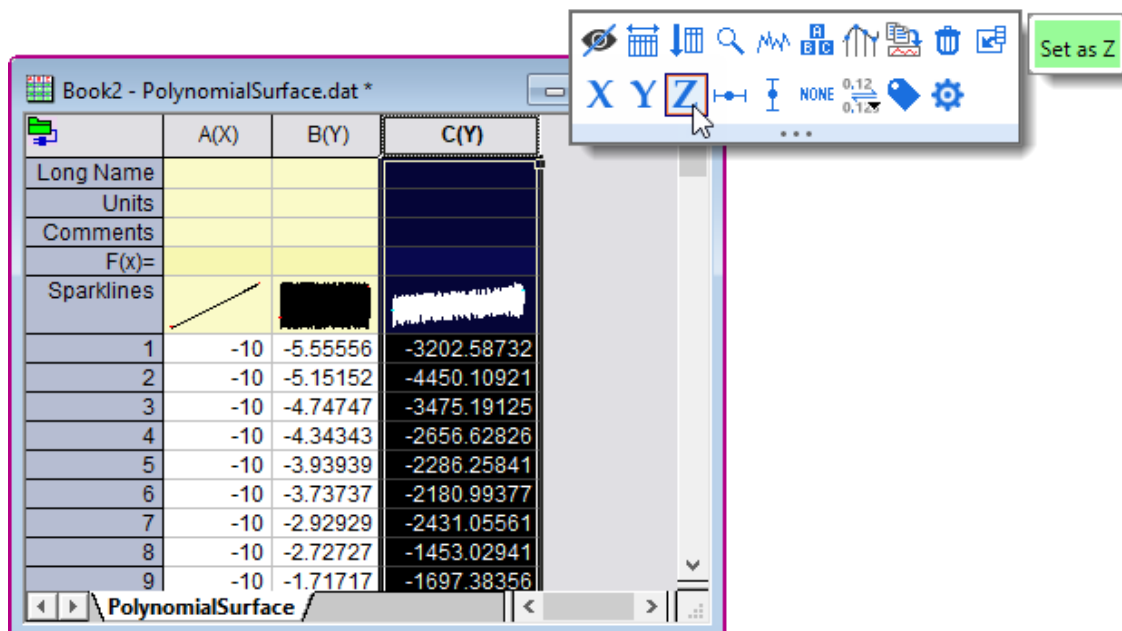 A
B C
Set as Z
X Y Z NONE 0.12 0.123
Book2 - PolynomialSurface.dat *
A(X) B(Y) C(Y)
Long Name
Units
Comments
F(x)=
Sparklines
1 -10 -5.55556 -3202.58732
2 -10 -5.15152 -4450.10921
3 -10 -4.74747 -3475.19125
4 -10 -4.34343 -2656.62826
5 -10 -3.93939 -2286.25841
6 -10 -3.73737 -2180.99377
7 -10 -2.92929 -2431.05561
8 -10 -2.72727 -1453.02941
9 -10 -1.71717 -1697.38356
PolynomialSurface